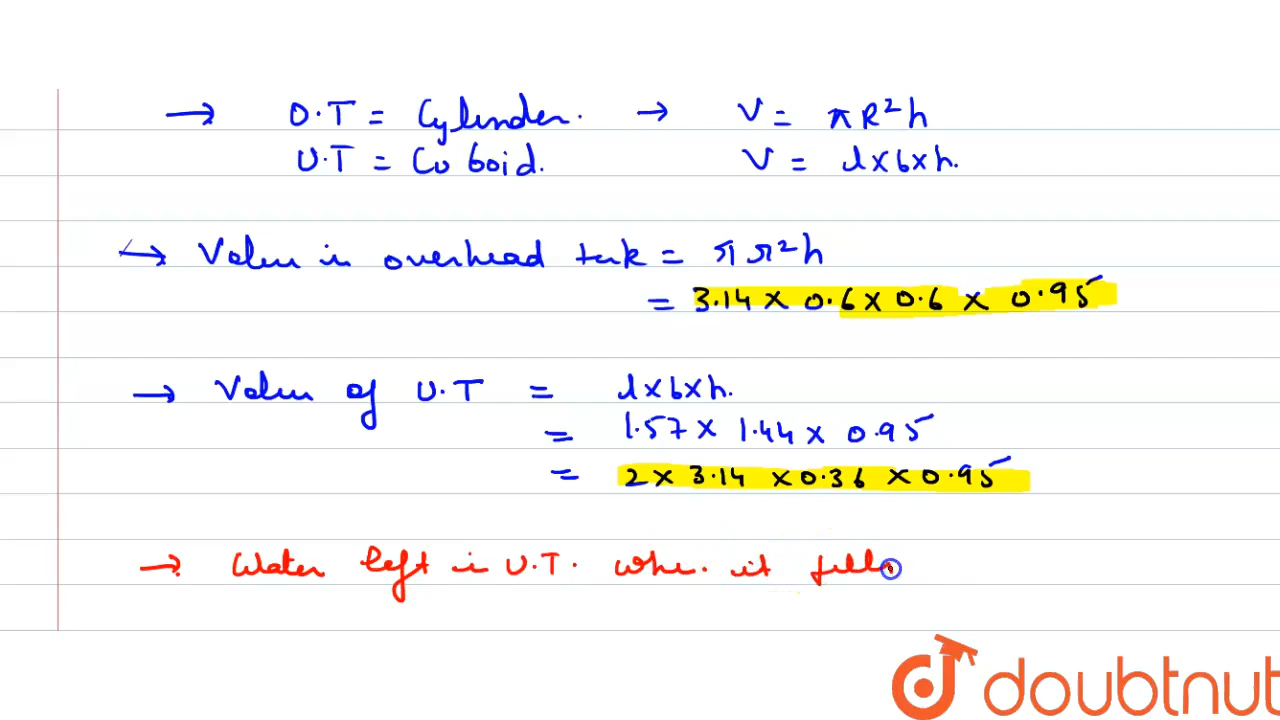 → O.T = Cylinder. → V = πR²h
U.T = Cuboid. V = l×b×h.
↪ Volum in overhead tank = πr²h
= 3.14 × 0.6 × 0.6 × 0.95
→ Volum of U.T = l×b×h.
= 1.57 × 1.44 × 0.95
= 2 × 3.14 × 0.36 × 0.95
→ Water left in U.T. when it fills
doubtnut